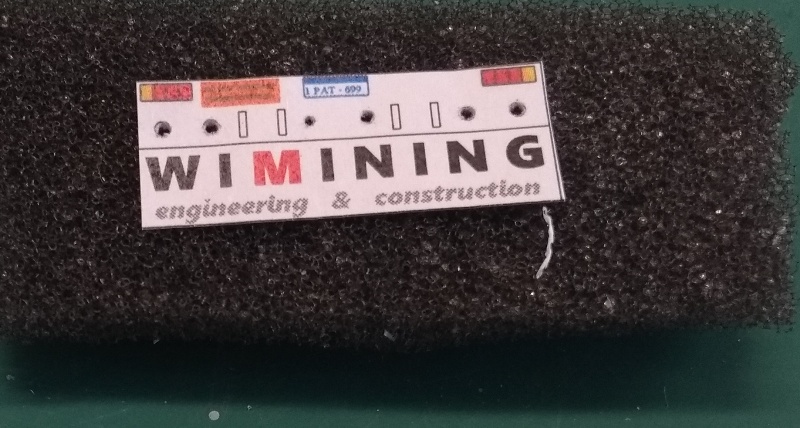 1 PAT - 699
WIMINING
engineering & construction